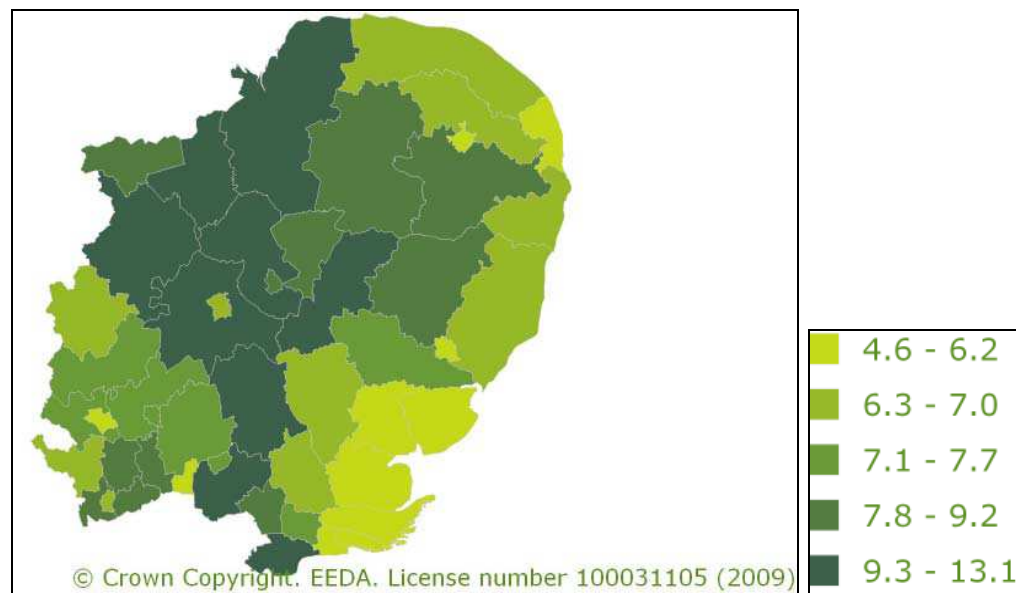 4.6 - 6.2
6.3 - 7.0
7.1 - 7.7
7.8 - 9.2
9.3 - 13.1
© Crown Copyright. EEDA. License number 100031105 (2009)